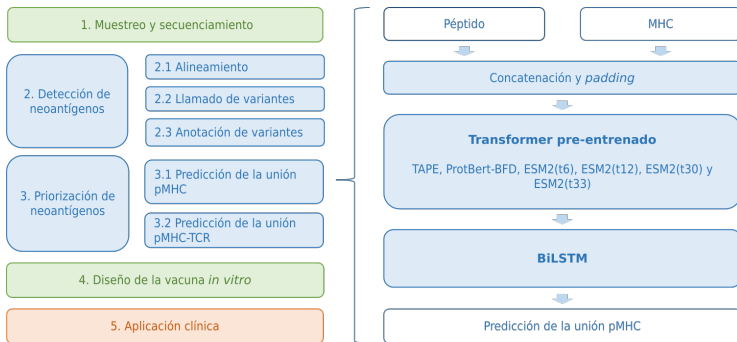 1. Muestreo y secuenciamiento
2. Detección de
neoantígenos
2.1 Alineamiento
2.2 Llamado de variantes
2.3 Anotación de variantes
3. Priorización de
neoantígenos
3.1 Predicción de la unión
pMHC
3.2 Predicción de la unión
pMHC-TCR
4. Diseño de la vacuna in vitro
5. Aplicación clínica
Péptido
MHC
Concatenación y padding
Transformer pre-entrenado
TAPE, ProtBert-BFD, ESM2(t6), ESM2(t12), ESM2(t30) y
ESM2(t33)
BiLSTM
Predicción de la unión pMHC